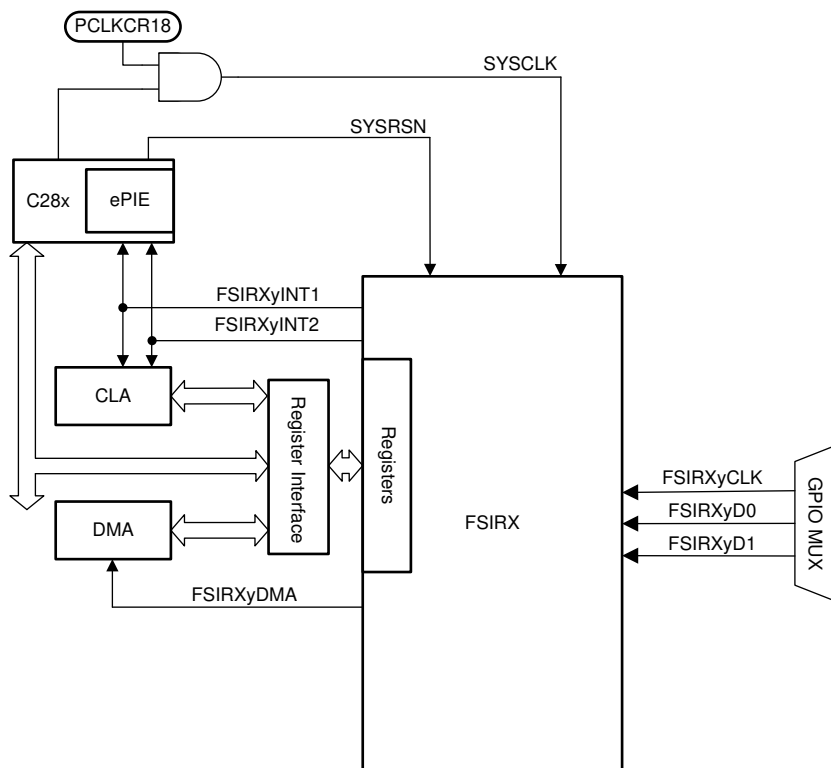 PCLKCR18
SYSCLK
SYSRSN
C28x
ePIE
FSIRXyINT1
FSIRXyINT2
CLA
Register Interface
Registers
FSIRX
FSIRXyCLK
FSIRXyD0
FSIRXyD1
GPIO MUX
DMA
FSIRXyDMA